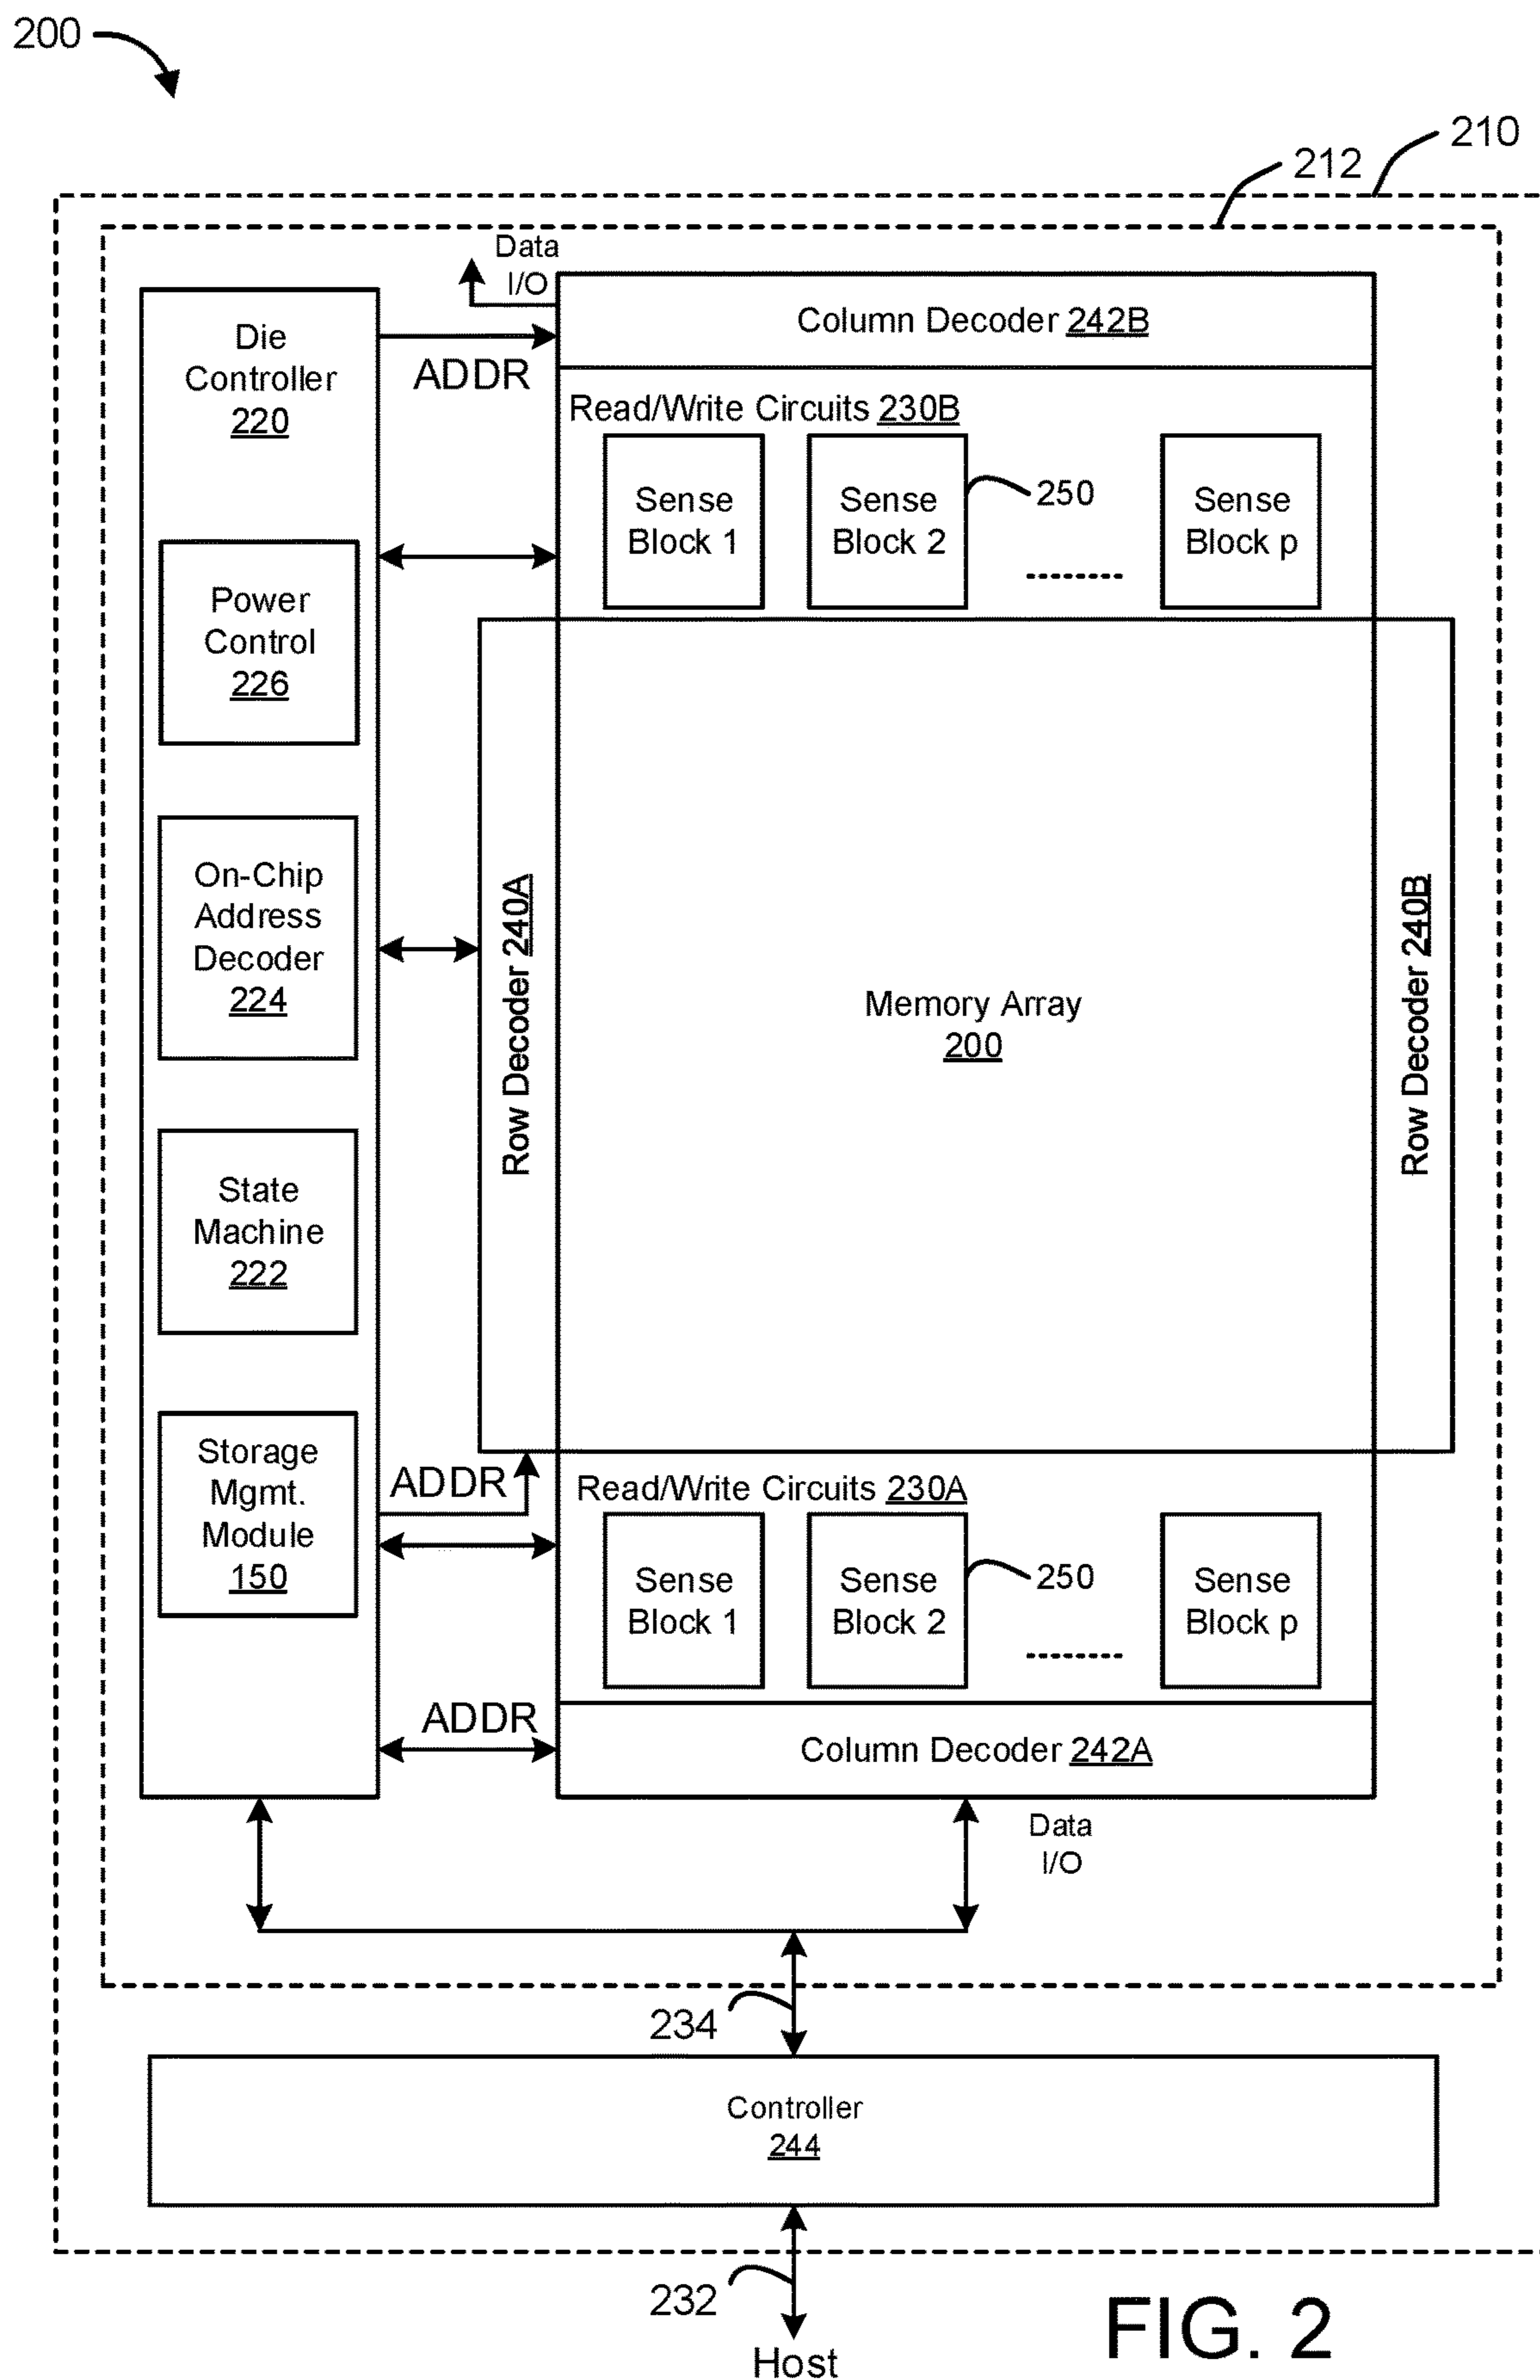 200
210
212
Data
I/O
Die
Controller
220
ADDR
Column Decoder 242B
Read/Write Circuits 230B
Sense
Block 1
Sense
Block 2
250
Sense
Block p
Power
Control
226
On-Chip
Address
Decoder
224
Row Decoder 240A
Memory Array
200
Row Decoder 240B
State
Machine
222
Storage
Mgmt.
Module
150
ADDR
Read/Write Circuits 230A
Sense
Block 1
Sense
Block 2
250
Sense
Block p
ADDR
Column Decoder 242A
Data
I/O
234
Controller
244
232
Host
FIG. 2